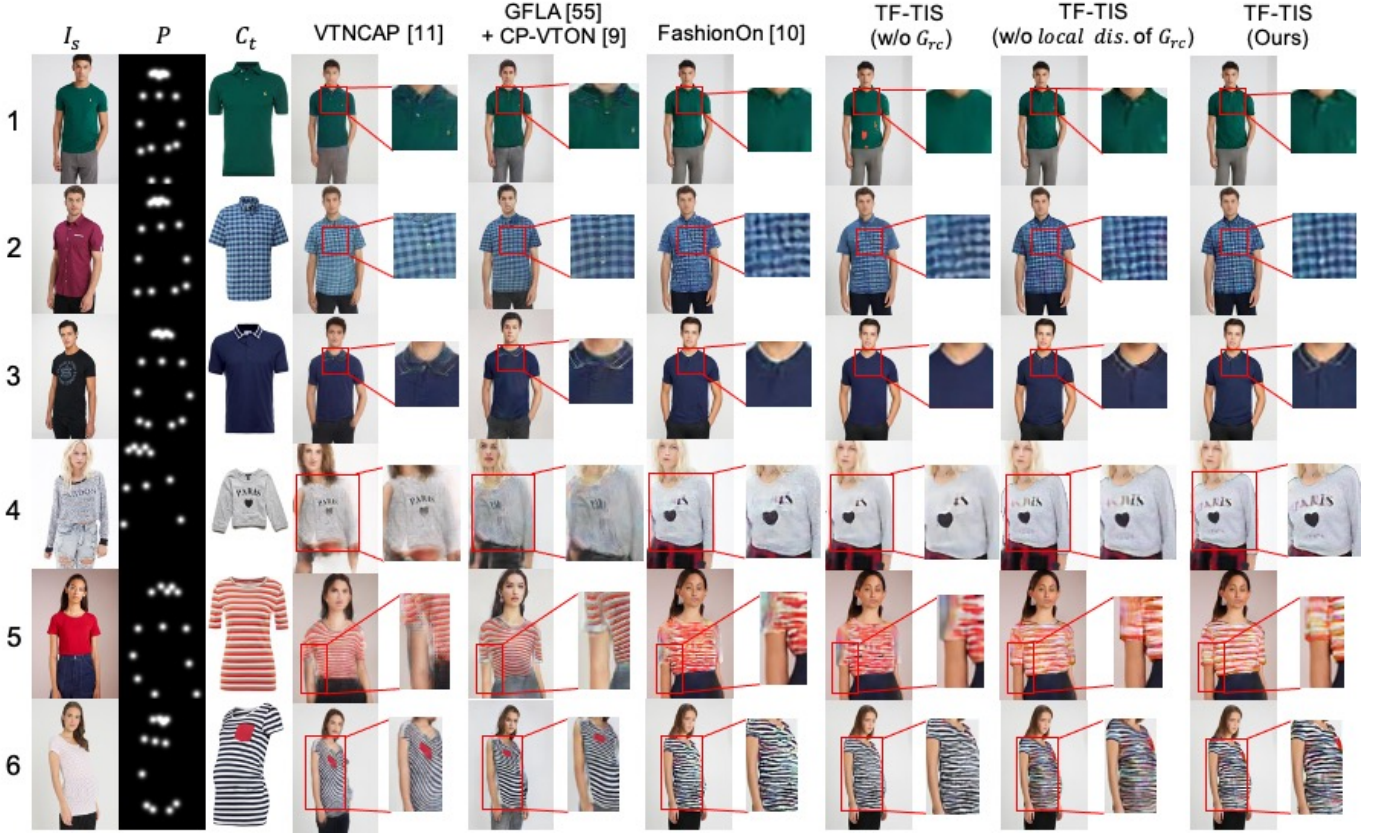 I_s P C_t VTNCAP [11] GFLA [55] + CP-VTON [9] FashionOn [10] TF-TIS (w/o G_rc) TF-TIS (w/o local dis. of G_rc) TF-TIS (Ours)
1
2
3
4
PARIS
PARIS
5
6